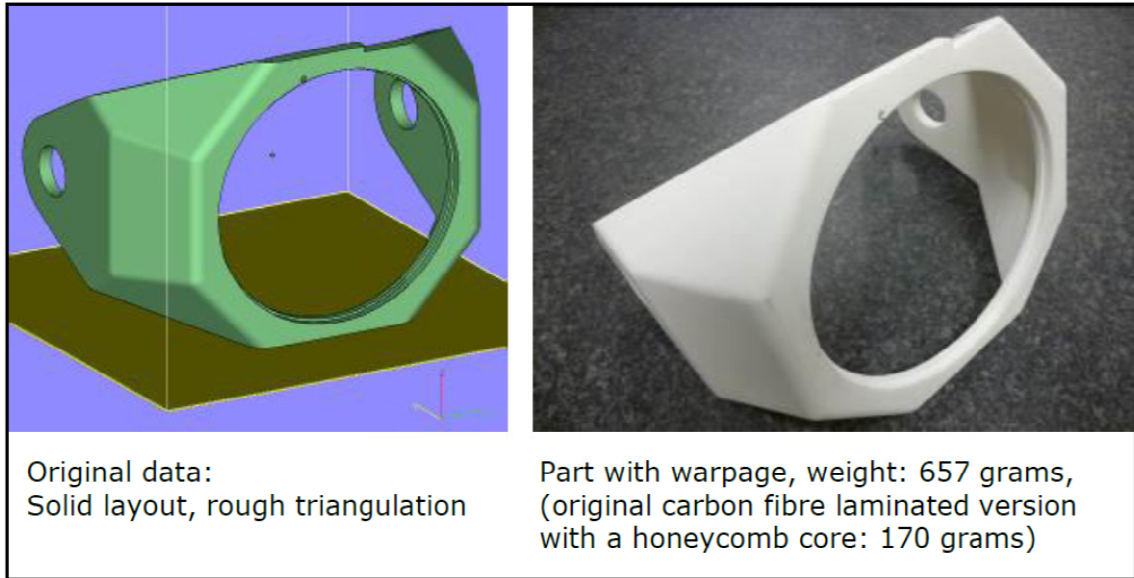 Original data:
Solid layout, rough triangulation
Part with warpage, weight: 657 grams,
(original carbon fibre laminated version
with a honeycomb core: 170 grams)